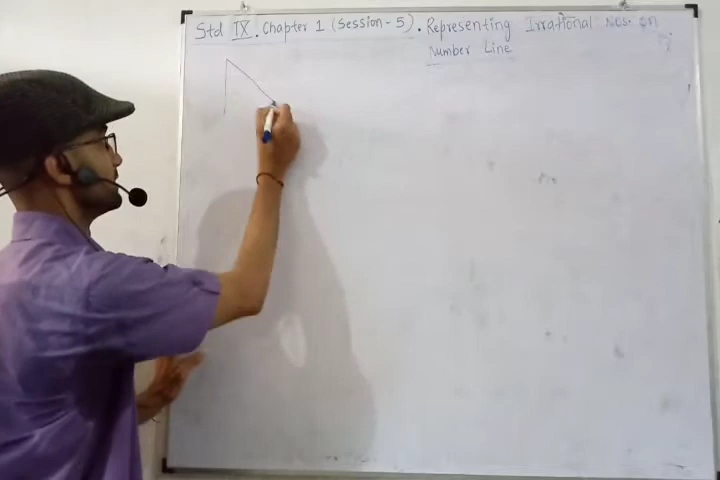 Std IX. Chapter 1 (Session - 5). Representing Irrational Nos. on
Number Line